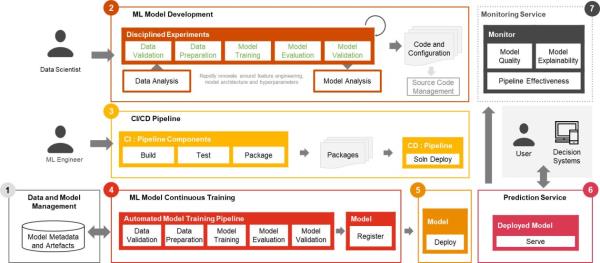 2
ML Model Development
Disciplined Experiments
Data
Validation
Data
Preparation
Model
Training
Model
Evaluation
Model
Validation
Data Analysis
Rapidly innovate around feature engineering,
model architecture and hyperparameters
Model Analysis
Code and
Configuration
Source Code
Management
Data Scientist
7
Monitoring Service
Monitor
Model
Quality
Model
Explainability
Pipeline Effectiveness
3
CI/CD Pipeline
CI : Pipeline Components
Build
Test
Package
Packages
CD : Pipeline
Soln Deploy
ML Engineer
User
Decision
Systems
1
Data and Model
Management
Model Metadata
and Artefacts
4
ML Model Continuous Training
Automated Model Training Pipeline
Data
Validation
Data
Preparation
Model
Training
Model
Evaluation
Model
Validation
Model
Register
5
Model
Deploy
6
Prediction Service
Deployed Model
Serve